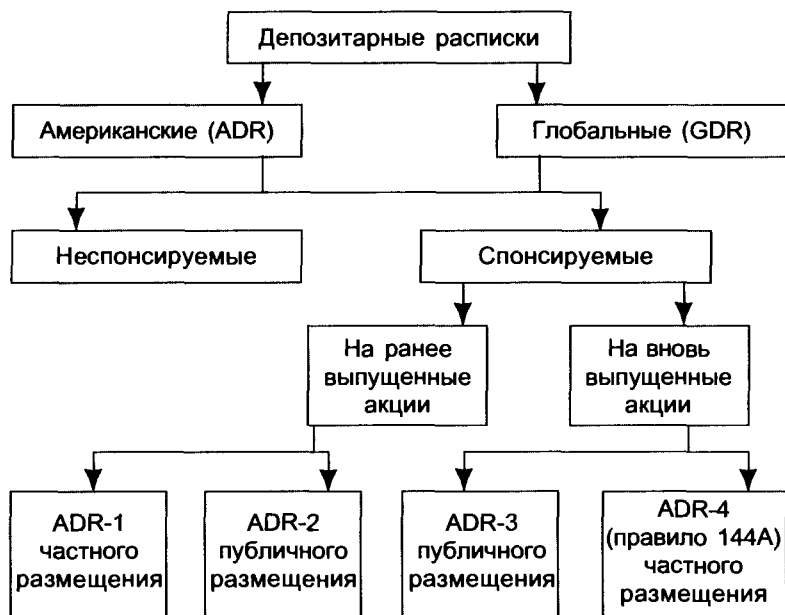 Депозитарные расписки
Американские (ADR)
Глобальные (GDR)
Неспонсируемые
Спонсируемые
На ранее
выпущенные
акции
На вновь
выпущенные
акции
ADR-1
частного
размещения
ADR-2
публичного
размещения
ADR-3
публичного
размещения
ADR-4
(правило 144А)
частного
размещения